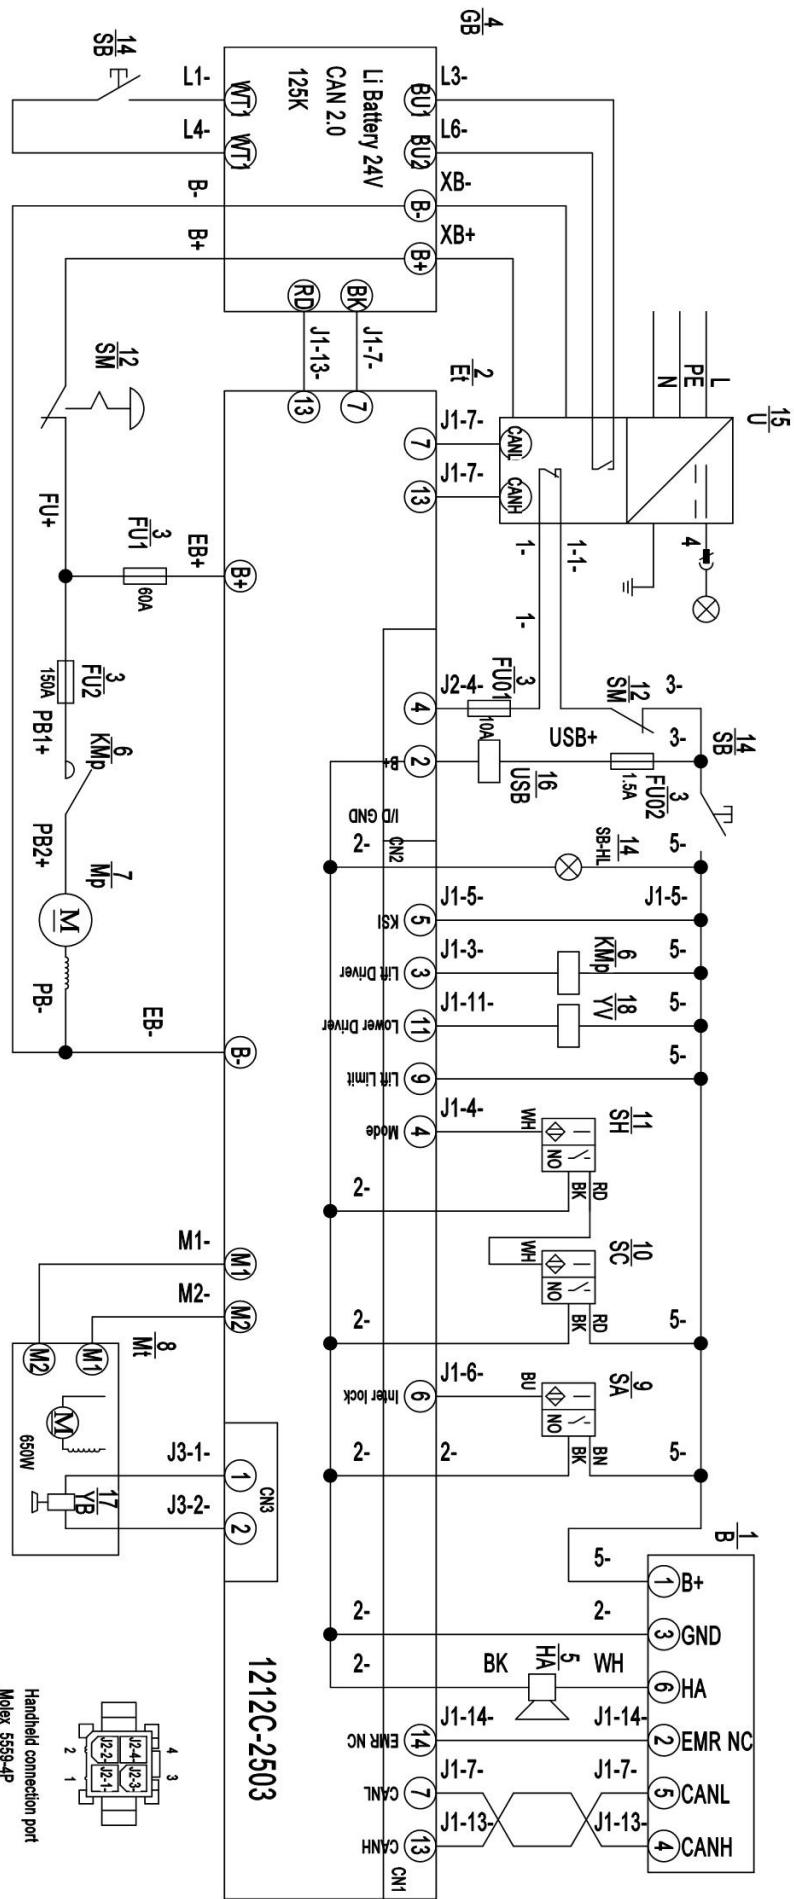 4
GB
14
SB
L1-
L4-
B-
B+
WT1
WT1
Li Battery 24V
CAN 2.0
125K
BU1
BU2
B-
B+
L3-
L6-
XB-
XB+
RD
BK
J1-13-
J1-7-
13
7
12
SM
2
Et
L
PE
N
15
U
J1-7-
J1-7-
7
13
CANL
CANH
4
1-
1-1-
1-
FU+
3
FU1
60A
EB+
B+
3
FU2
150A
PB1+
6
KMp
PB2+
7
Mp
M
PB-
EB-
B-
J2-4-
3
FU01
10A
4
12
SM
3-
3-
14
SB
USB+
3
FU02
1.5A
16
USB
2
B+
I/D GND
CN2
2-
14
SB-HL
5-
J1-5-
J1-5-
5
KSI
J1-3-
3
Lift Driver
6
KMp
5-
J1-11-
11
Lower Driver
18
YV
5-
9
Lift Limit
5-
J1-4-
4
Mode
WH
11
SH
NO
BK
RD
2-
WH
10
SC
NO
BK
RD
2-
5-
J1-6-
6
Inter lock
BU
9
SA
NO
BK
BN
2-
2-
5-
M1-
M2-
M1
M2
8
Mt
M2
M1
M
650W
17
YB
J3-1-
J3-2-
1
2
CN3
1
B
5-
1
B+
2-
2-
3
GND
2-
BK
5
HA
WH
6
HA
J1-14-
J1-14-
14
EMR NC
2
EMR NC
J1-7-
J1-7-
7
CANL
5
CANL
J1-13-
J1-13-
13
CANH
4
CANH
CN1
1212C-2503
4
3
2
1
J2-4-
J2-3-
J2-2-
J2-1-
Handheld connection port
Molex 5559-4P